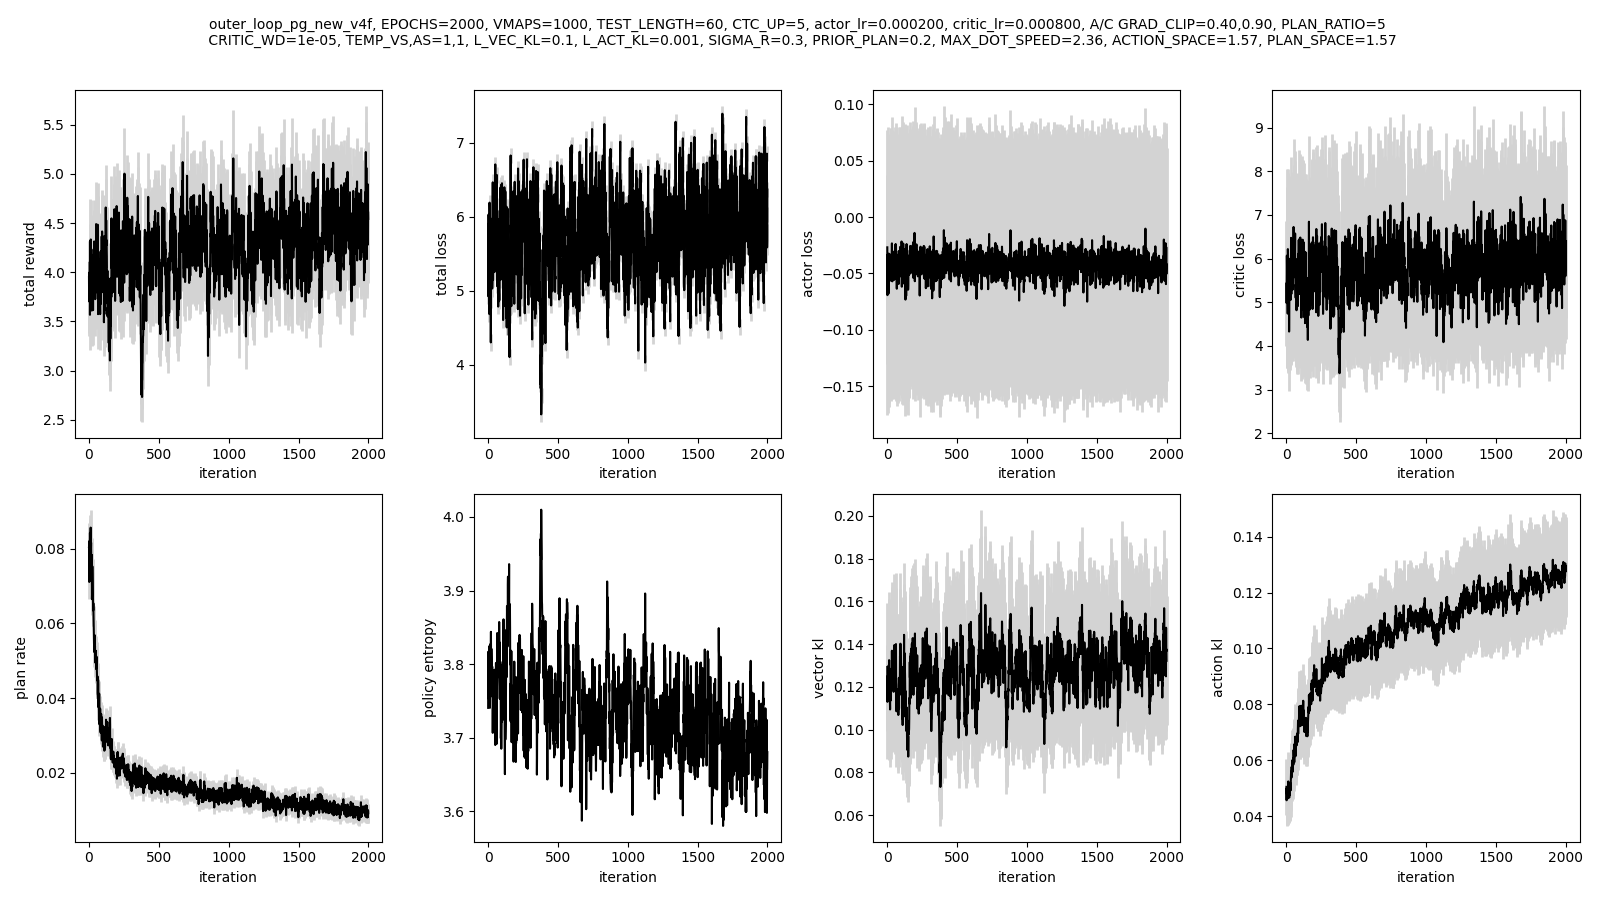 outer_loop_pg_new_v4f, EPOCHS=2000, VMAPS=1000, TEST_LENGTH=60, CTC_UP=5, actor_lr=0.000200, critic_lr=0.000800, A/C GRAD_CLIP=0.40,0.90, PLAN_RATIO=5
CRITIC_WD=1e-05, TEMP_VS,AS=1,1, L_VEC_KL=0.1, L_ACT_KL=0.001, SIGMA_R=0.3, PRIOR_PLAN=0.2, MAX_DOT_SPEED=2.36, ACTION_SPACE=1.57, PLAN_SPACE=1.57
total reward
5.5
5.0
4.5
4.0
3.5
3.0
2.5
0 500 1000 1500 2000
iteration
total loss
7
6
5
4
0 500 1000 1500 2000
iteration
actor loss
0.10
0.05
0.00
−0.05
−0.10
−0.15
0 500 1000 1500 2000
iteration
critic loss
9
8
7
6
5
4
3
2
0 500 1000 1500 2000
iteration
plan rate
0.08
0.06
0.04
0.02
0 500 1000 1500 2000
iteration
policy entropy
4.0
3.9
3.8
3.7
3.6
0 500 1000 1500 2000
iteration
vector kl
0.20
0.18
0.16
0.14
0.12
0.10
0.08
0.06
0 500 1000 1500 2000
iteration
action kl
0.14
0.12
0.10
0.08
0.06
0.04
0 500 1000 1500 2000
iteration